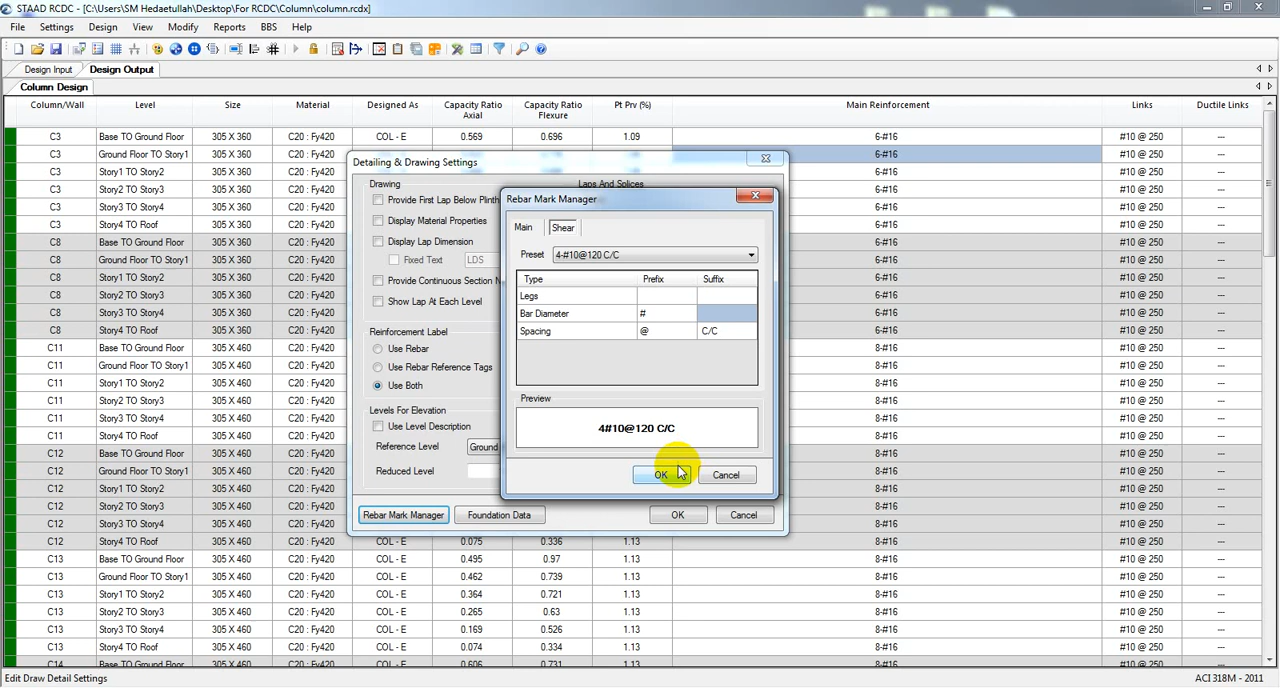 STAAD RCDC - [C:\Users\SM Hedaetullah\Desktop\For RCDC\Column\column.rcdx]
File Settings Design View Modify Reports BBS Help
Design Input Design Output
Column Design
Column/Wall Level Size Material Designed As Capacity Ratio Axial Capacity Ratio Flexure Pt Prv (%) Main Reinforcement Links Ductile Links
C3 Base TO Ground Floor 305 X 360 C20 : Fy420 COL - E 0.569 0.696 1.09 6-#16 #10 @ 250 ---
C3 Ground Floor TO Story1 305 X 360 C20 : Fy420 6-#16 #10 @ 250 ---
C3 Story1 TO Story2 305 X 360 C20 : Fy420 6-#16 #10 @ 250 ---
C3 Story2 TO Story3 305 X 360 C20 : Fy420 6-#16 #10 @ 250 ---
C3 Story3 TO Story4 305 X 360 C20 : Fy420 6-#16 #10 @ 250 ---
C3 Story4 TO Roof 305 X 360 C20 : Fy420 6-#16 #10 @ 250 ---
C8 Base TO Ground Floor 305 X 360 C20 : Fy420 6-#16 #10 @ 250 ---
C8 Ground Floor TO Story1 305 X 360 C20 : Fy420 6-#16 #10 @ 250 ---
C8 Story1 TO Story2 305 X 360 C20 : Fy420 6-#16 #10 @ 250 ---
C8 Story2 TO Story3 305 X 360 C20 : Fy420 6-#16 #10 @ 250 ---
C8 Story3 TO Story4 305 X 360 C20 : Fy420 6-#16 #10 @ 250 ---
C8 Story4 TO Roof 305 X 360 C20 : Fy420 6-#16 #10 @ 250 ---
C11 Base TO Ground Floor 305 X 460 C20 : Fy420 8-#16 #10 @ 250 ---
C11 Ground Floor TO Story1 305 X 460 C20 : Fy420 8-#16 #10 @ 250 ---
C11 Story1 TO Story2 305 X 460 C20 : Fy420 8-#16 #10 @ 250 ---
C11 Story2 TO Story3 305 X 460 C20 : Fy420 8-#16 #10 @ 250 ---
C11 Story3 TO Story4 305 X 460 C20 : Fy420 8-#16 #10 @ 250 ---
C11 Story4 TO Roof 305 X 460 C20 : Fy420 8-#16 #10 @ 250 ---
C12 Base TO Ground Floor 305 X 460 C20 : Fy420 8-#16 #10 @ 250 ---
C12 Ground Floor TO Story1 305 X 460 C20 : Fy420 8-#16 #10 @ 250 ---
C12 Story1 TO Story2 305 X 460 C20 : Fy420 8-#16 #10 @ 250 ---
C12 Story2 TO Story3 305 X 460 C20 : Fy420 8-#16 #10 @ 250 ---
C12 Story3 TO Story4 305 X 460 C20 : Fy420 8-#16 #10 @ 250 ---
C12 Story4 TO Roof 305 X 460 C20 : Fy420 COL - E 0.075 0.336 1.13 8-#16 #10 @ 250 ---
C13 Base TO Ground Floor 305 X 460 C20 : Fy420 COL - E 0.495 0.97 1.13 8-#16 #10 @ 250 ---
C13 Ground Floor TO Story1 305 X 460 C20 : Fy420 COL - E 0.462 0.739 1.13 8-#16 #10 @ 250 ---
C13 Story1 TO Story2 305 X 460 C20 : Fy420 COL - E 0.364 0.721 1.13 8-#16 #10 @ 250 ---
C13 Story2 TO Story3 305 X 460 C20 : Fy420 COL - E 0.265 0.63 1.13 8-#16 #10 @ 250 ---
C13 Story3 TO Story4 305 X 460 C20 : Fy420 COL - E 0.169 0.526 1.13 8-#16 #10 @ 250 ---
C13 Story4 TO Roof 305 X 460 C20 : Fy420 COL - E 0.074 0.334 1.13 8-#16 #10 @ 250 ---
C14 Base TO Ground Floor 305 X 460 C20 : Fy420 COL - E 0.606 0.731 1.13 8-#16 #10 @ 250 ---
Detailing & Drawing Settings
Drawing Laps And Splices
Provide First Lap Below Plinth
Display Material Properties
Display Lap Dimension
Fixed Text LDS
Provide Continuous Section N
Show Lap At Each Level
Reinforcement Label
Use Rebar
Use Rebar Reference Tags
Use Both
Levels For Elevation
Use Level Description
Reference Level Ground
Reduced Level
Rebar Mark Manager Foundation Data OK Cancel
Rebar Mark Manager
Main Shear
Preset 4-#10@120 C/C
Type Prefix Suffix
Legs
Bar Diameter #
Spacing @ C/C
Preview
4#10@120 C/C
OK Cancel
Edit Draw Detail Settings ACI 318M - 2011